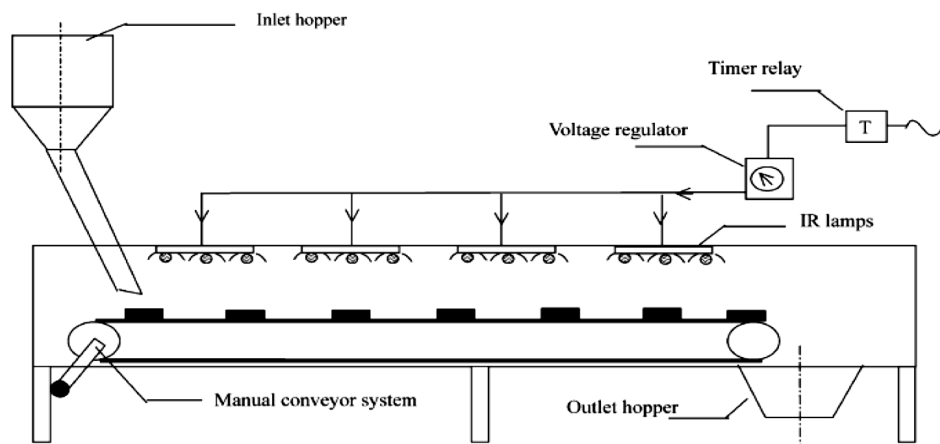 Inlet hopper
Timer relay
T
Voltage regulator
IR lamps
Manual conveyor system
Outlet hopper